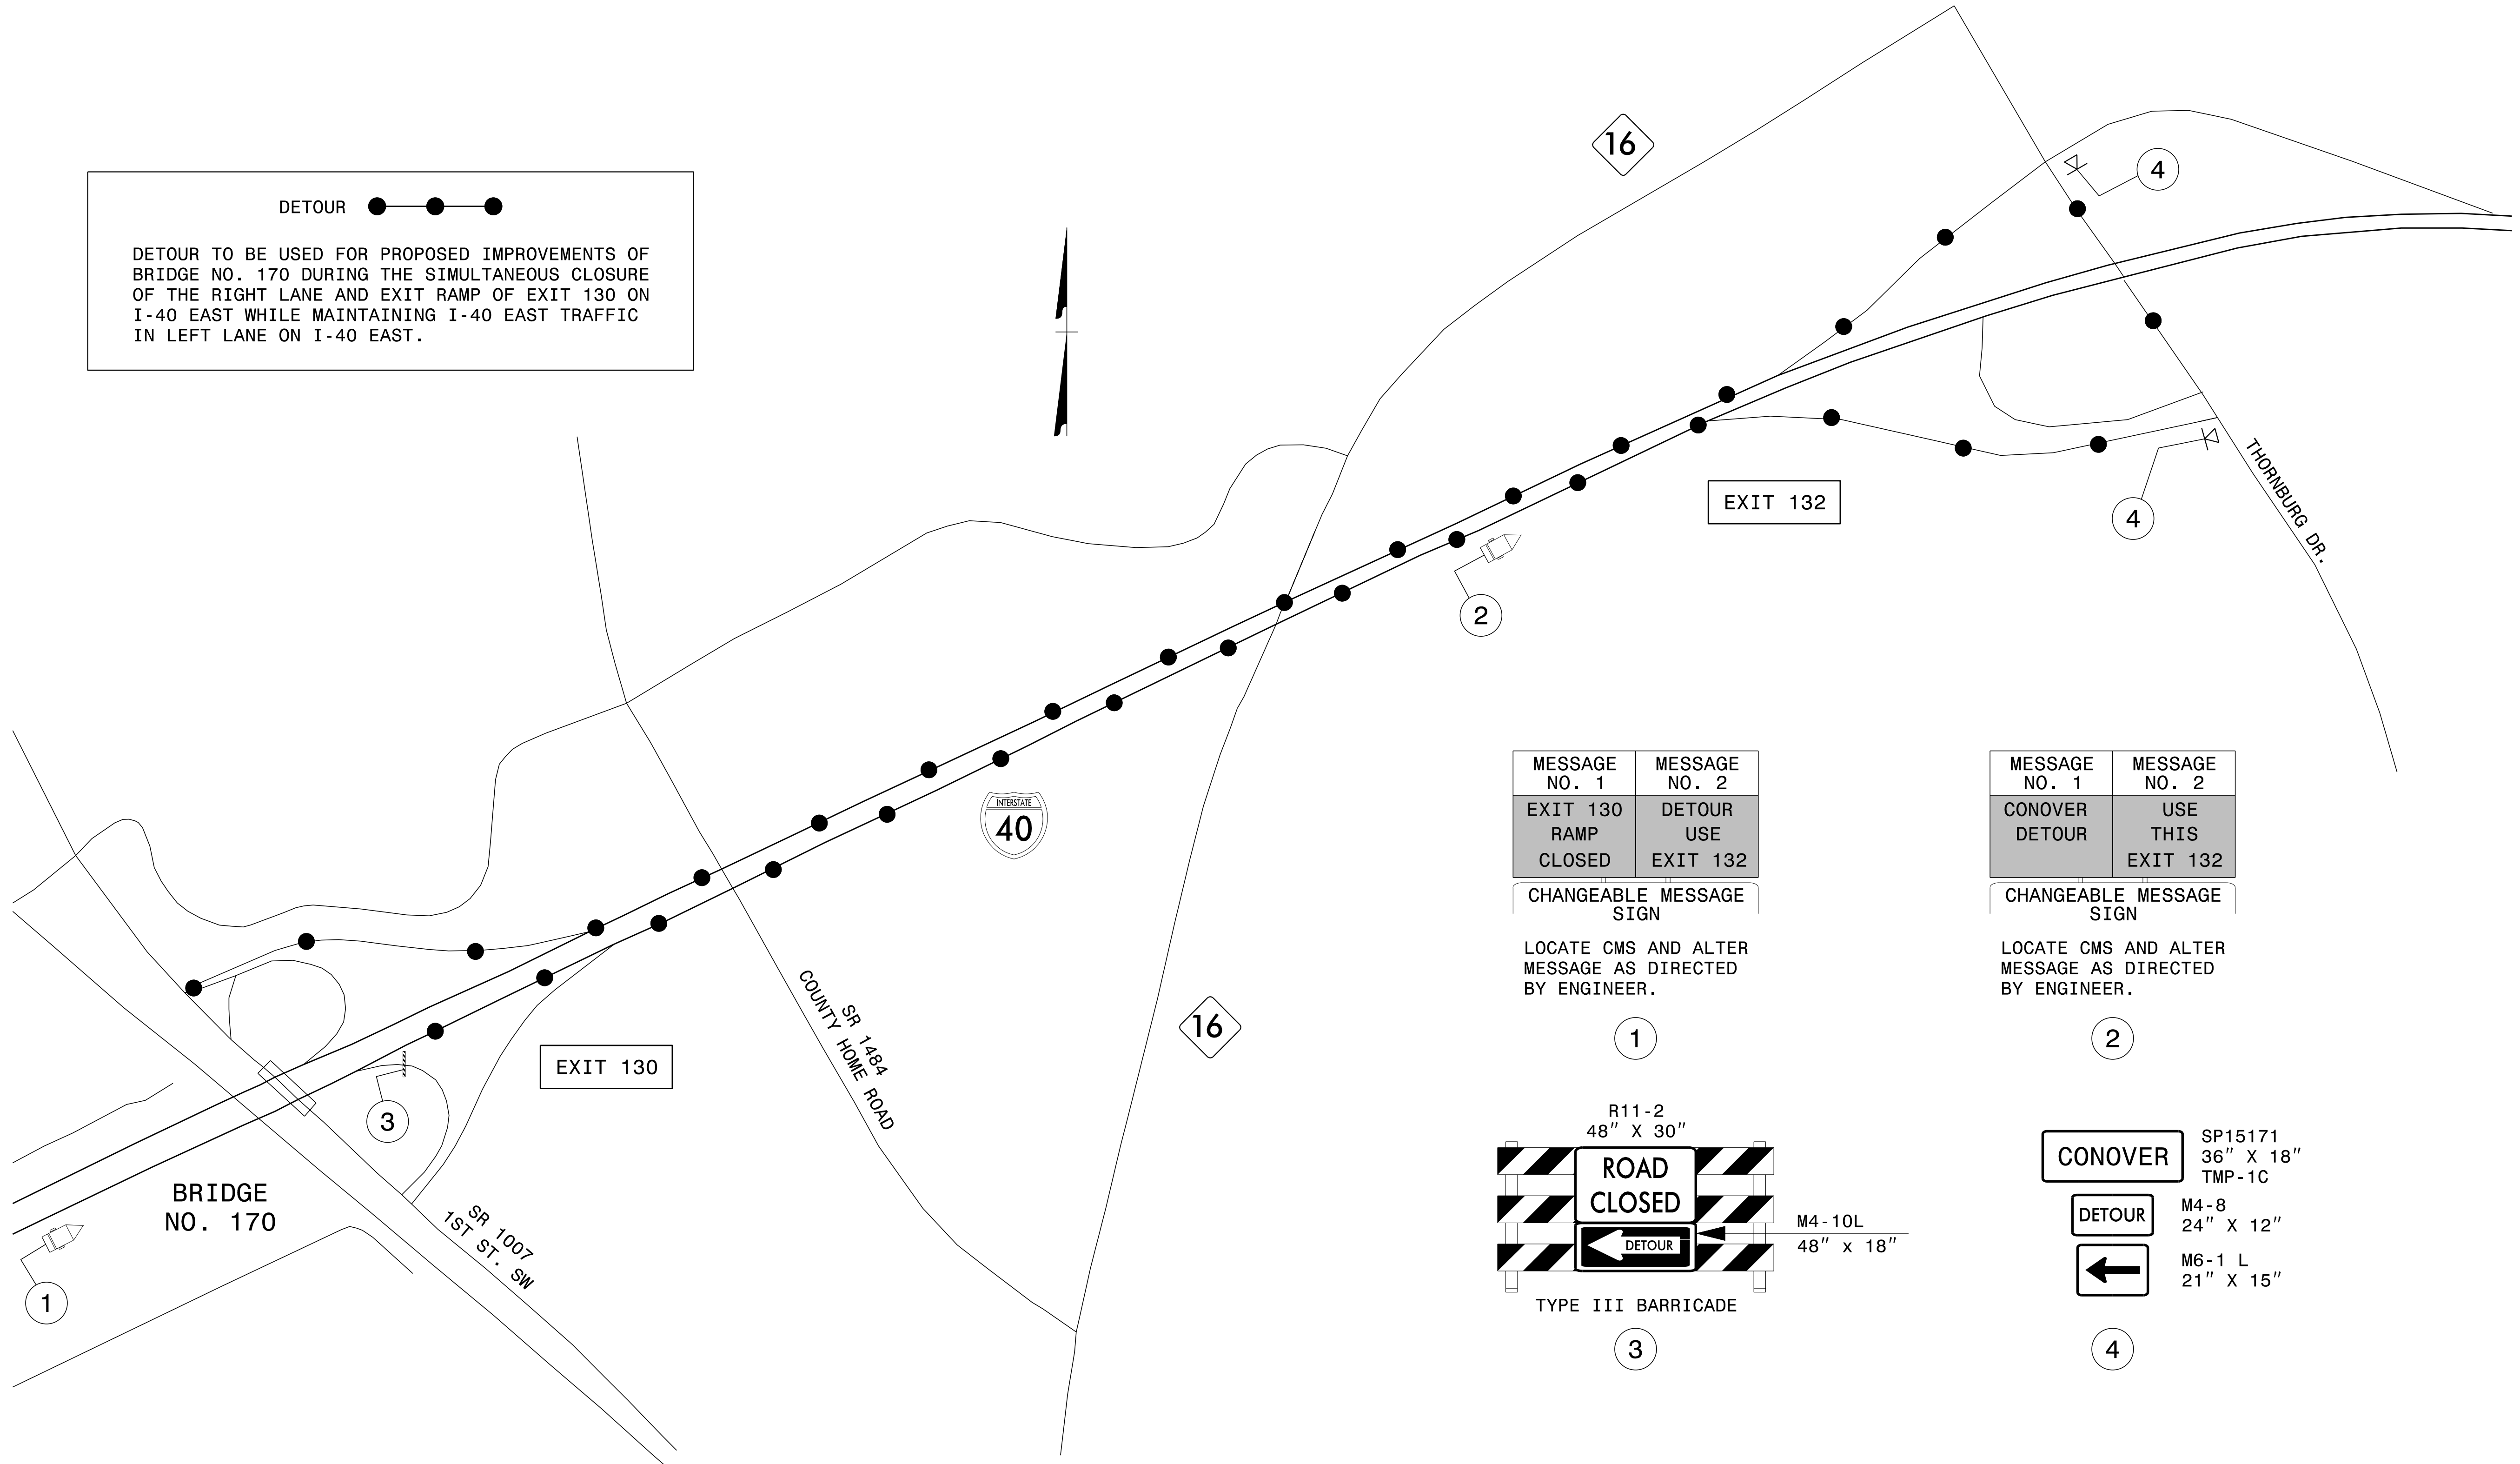 16
4
DETOUR
DETOUR TO BE USED FOR PROPOSED IMPROVEMENTS OF
BRIDGE NO. 170 DURING THE SIMULTANEOUS CLOSURE
OF THE RIGHT LANE AND EXIT RAMP OF EXIT 130 ON
I-40 EAST WHILE MAINTAINING I-40 EAST TRAFFIC
IN LEFT LANE ON I-40 EAST.
EXIT 132
4
THORNBURG DR.
2
INTERSTATE
40
SR 1484
COUNTY HOME ROAD
16
EXIT 130
3
BRIDGE
NO. 170
SR 1007
1ST ST. SW
1
MESSAGE
NO. 1
MESSAGE
NO. 2
EXIT 130
RAMP
CLOSED
DETOUR
USE
EXIT 132
CHANGEABLE MESSAGE
SIGN
LOCATE CMS AND ALTER
MESSAGE AS DIRECTED
BY ENGINEER.
1
MESSAGE
NO. 1
MESSAGE
NO. 2
CONOVER
DETOUR
USE
THIS
EXIT 132
CHANGEABLE MESSAGE
SIGN
LOCATE CMS AND ALTER
MESSAGE AS DIRECTED
BY ENGINEER.
2
R11-2
48" X 30"
ROAD
CLOSED
DETOUR
M4-10L
48" x 18"
TYPE III BARRICADE
3
CONOVER
SP15171
36" X 18"
TMP-1C
DETOUR
M4-8
24" X 12"
M6-1 L
21" X 15"
4